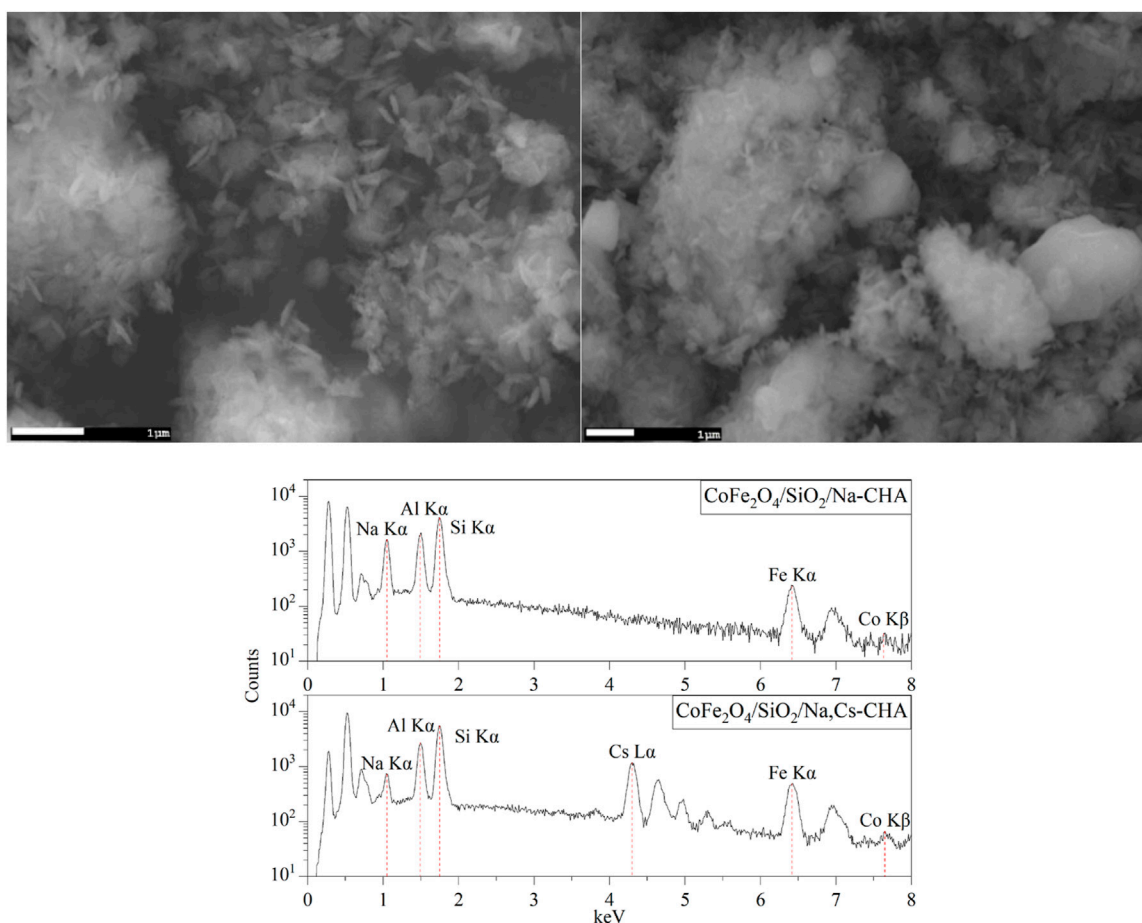 1µm
1µm
CoFe₂O₄/SiO₂/Na-CHA
10⁴
Al Kα
Na Kα
Si Kα
10³
Fe Kα
10²
Co Kβ
10¹
0 1 2 3 4 5 6 7 8
Counts
CoFe₂O₄/SiO₂/Na,Cs-CHA
10⁴
Al Kα
Si Kα
Cs Lα
Na Kα
10³
Fe Kα
10²
Co Kβ
10¹
0 1 2 3 4 5 6 7 8
keV